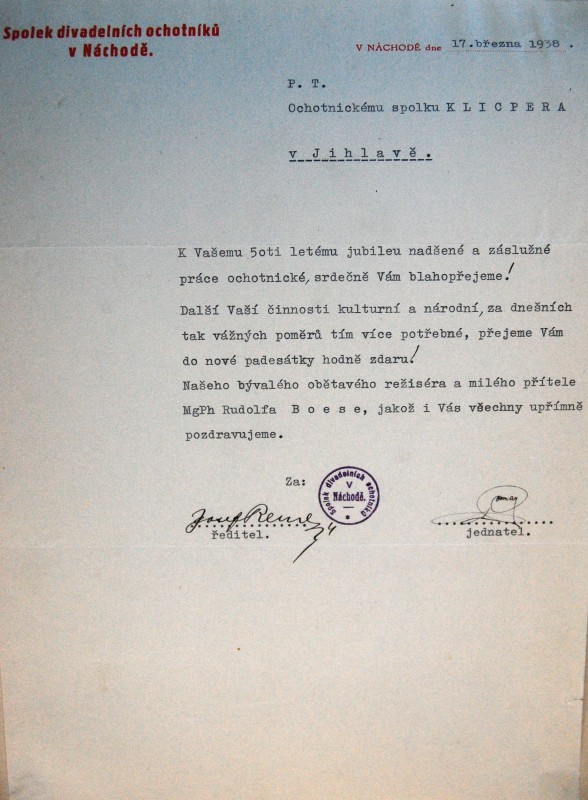 Spolek divadelních ochotníků
v Náchodě.
V NÁCHODĚ dne 17. března 1938 .
P. T.
Ochotnickému spolku K L I C P E R A
v J i h l a v ě .
K Vašemu 5oti letému jubileu nadšené a záslužné
práce ochotnické, srdečně Vám blahopřejeme!
Další Vaší činnosti kulturní a národní, za dnešních
tak vážných poměrů tím více potřebné, přejeme Vám
do nové padesátky hodně zdaru!
Našeho bývalého obětavého režiséra a milého přítele
MgPh Rudolfa B o e s e , jakož i Vás všechny upřímně
pozdravujeme.
Za:
Spolek divadelních ochotníků
V
Náchodě.
Josef
ředitel.
jednatel.